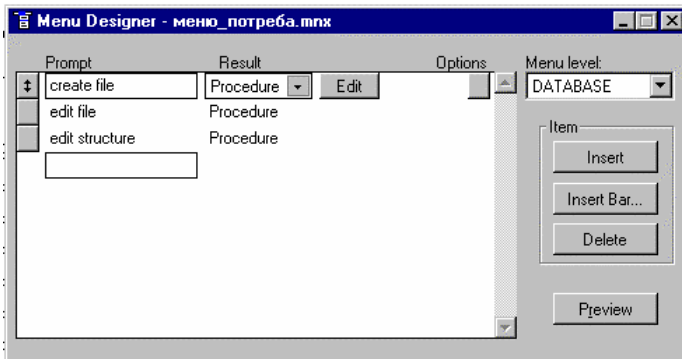 Menu Designer - меню_потреба.mnx
Prompt Result Options Menu level:
create file Procedure Edit DATABASE
edit file Procedure
edit structure Procedure
Item
Insert
Insert Bar...
Delete
Preview